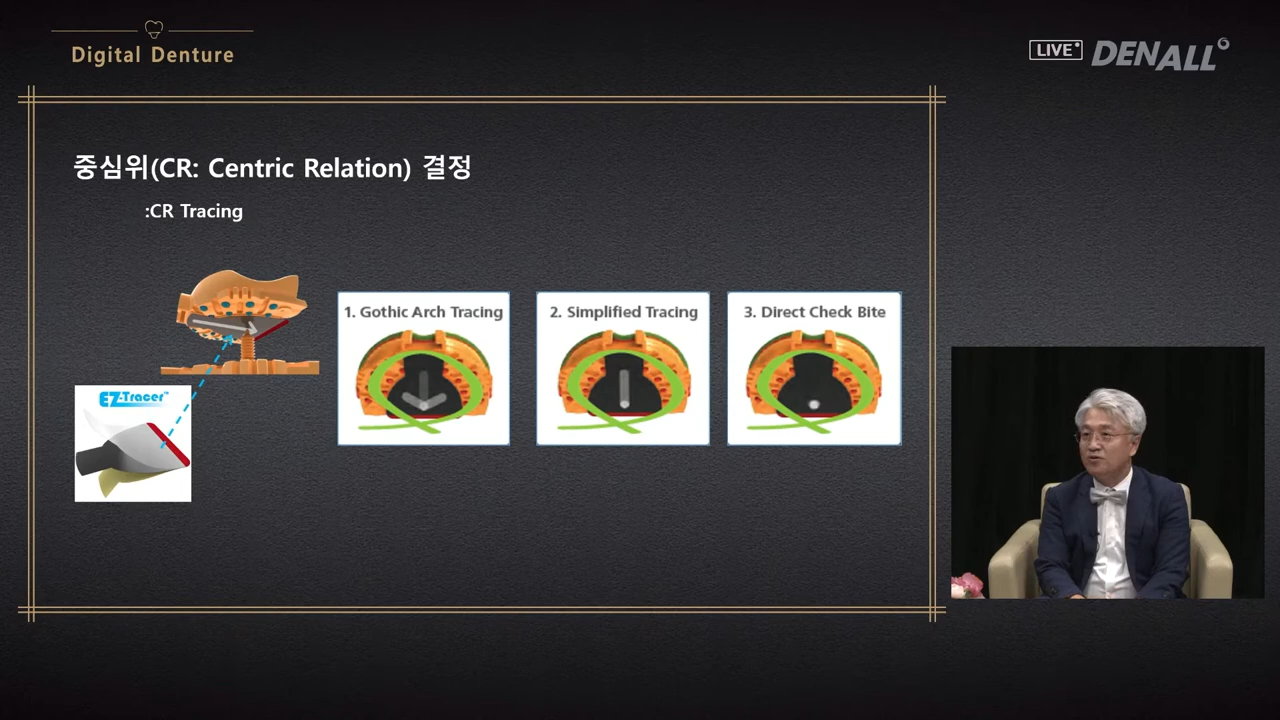 Digital Denture
LIVE
DENALL
중심위(CR: Centric Relation) 결정
:CR Tracing
1. Gothic Arch Tracing
2. Simplified Tracing
3. Direct Check Bite
EZ-Tracer™